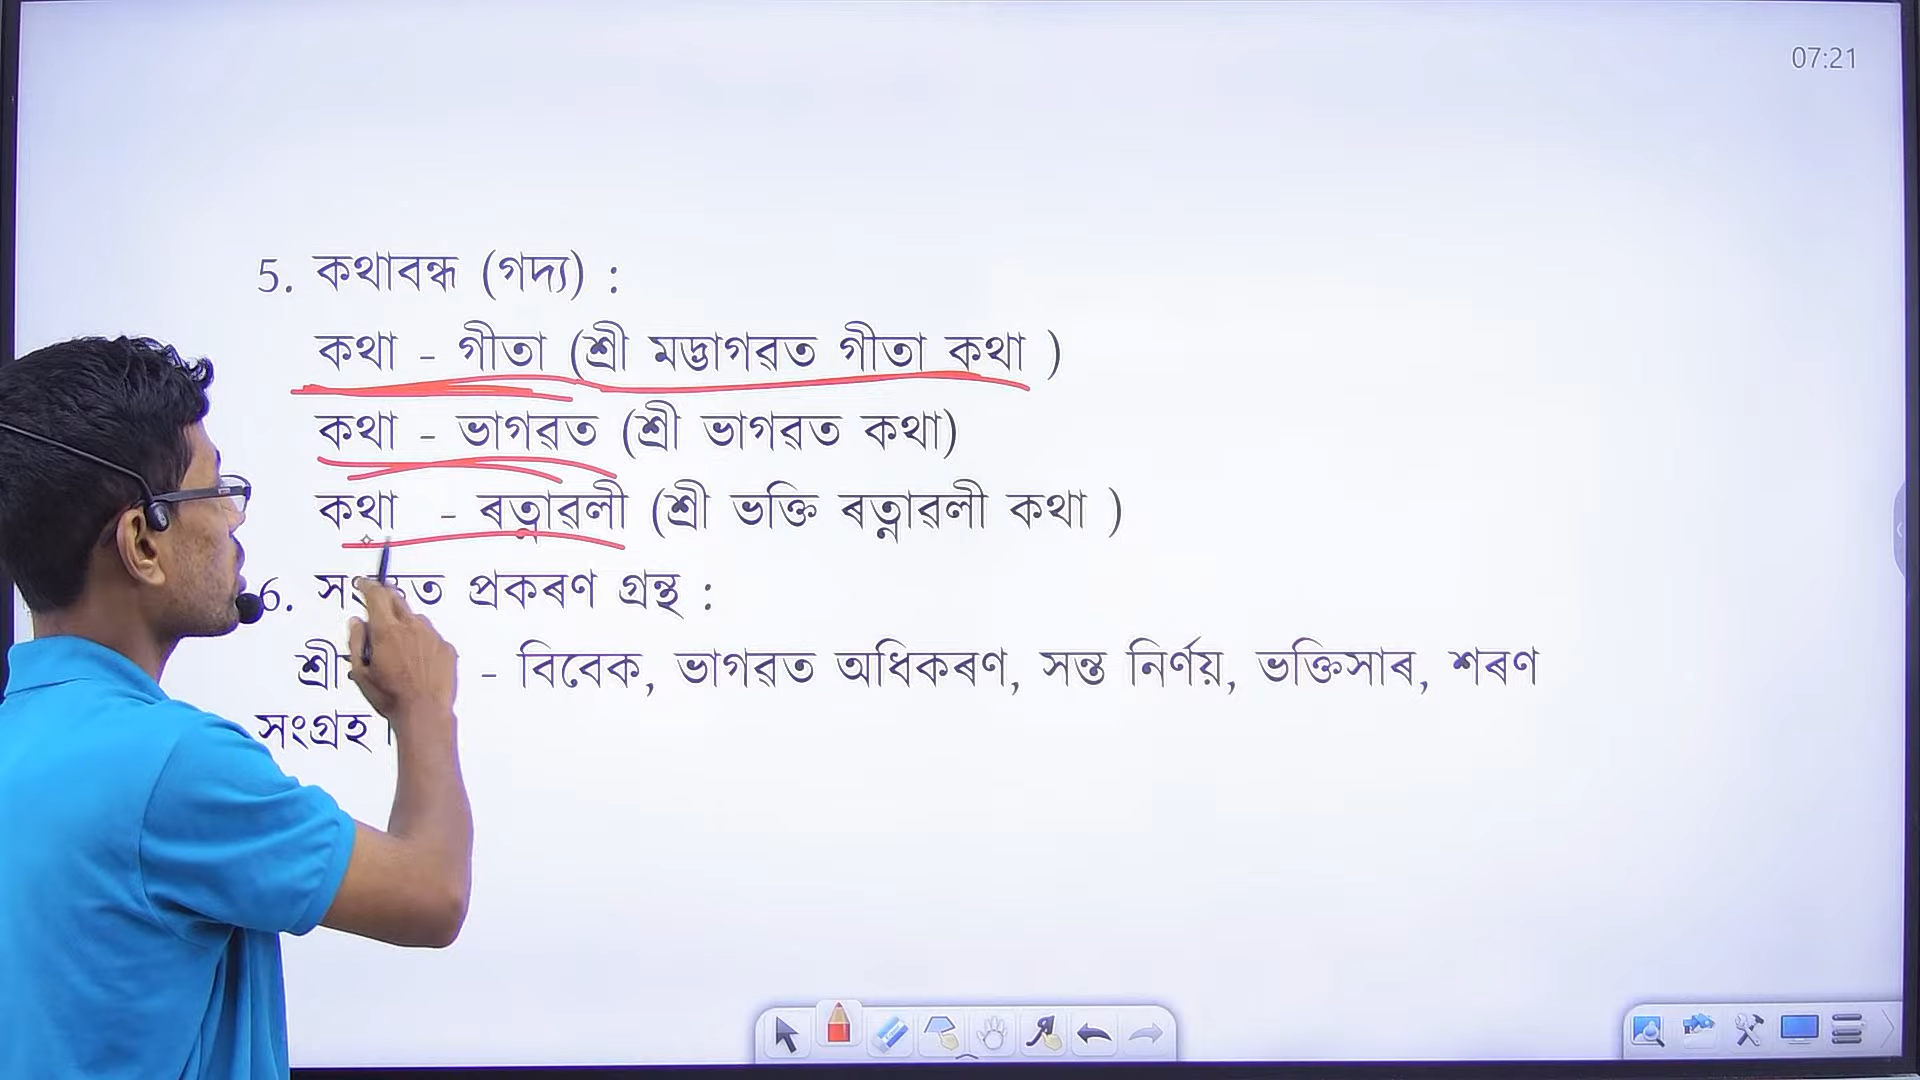 07:21
5. কথাবন্ধ (গদ্য) :
কথা - গীতা (শ্ৰী মদ্ভাগৱত গীতা কথা )
কথা - ভাগৱত (শ্ৰী ভাগৱত কথা)
কথা - ৰত্নাৱলী (শ্ৰী ভক্তি ৰত্নাৱলী কথা )
6. প্ৰকৰণ গ্ৰন্থ :
- বিবেক, ভাগৱত অধিকৰণ, সন্ত নিৰ্ণয়, ভক্তিসাৰ, শৰণ
সংগ্ৰহ।